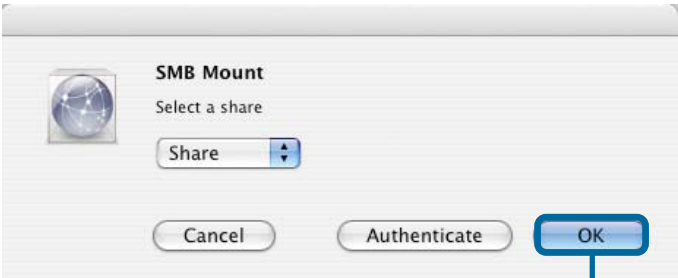 SMB Mount
Select a share
Share
Cancel Authenticate OK